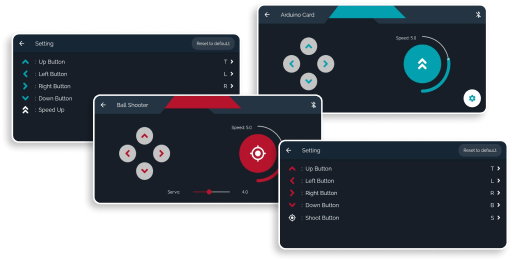 Arduino Card
Speed: 5.0
Setting
Reset to default
: Up Button T
: Left Button L
: Right Button R
: Down Button
: Speed Up
Ball Shooter
Speed: 5.0
Servo: 4.0
Setting
Reset to default
: Up Button T
: Left Button L
: Right Button R
: Down Button B
: Shoot Button S